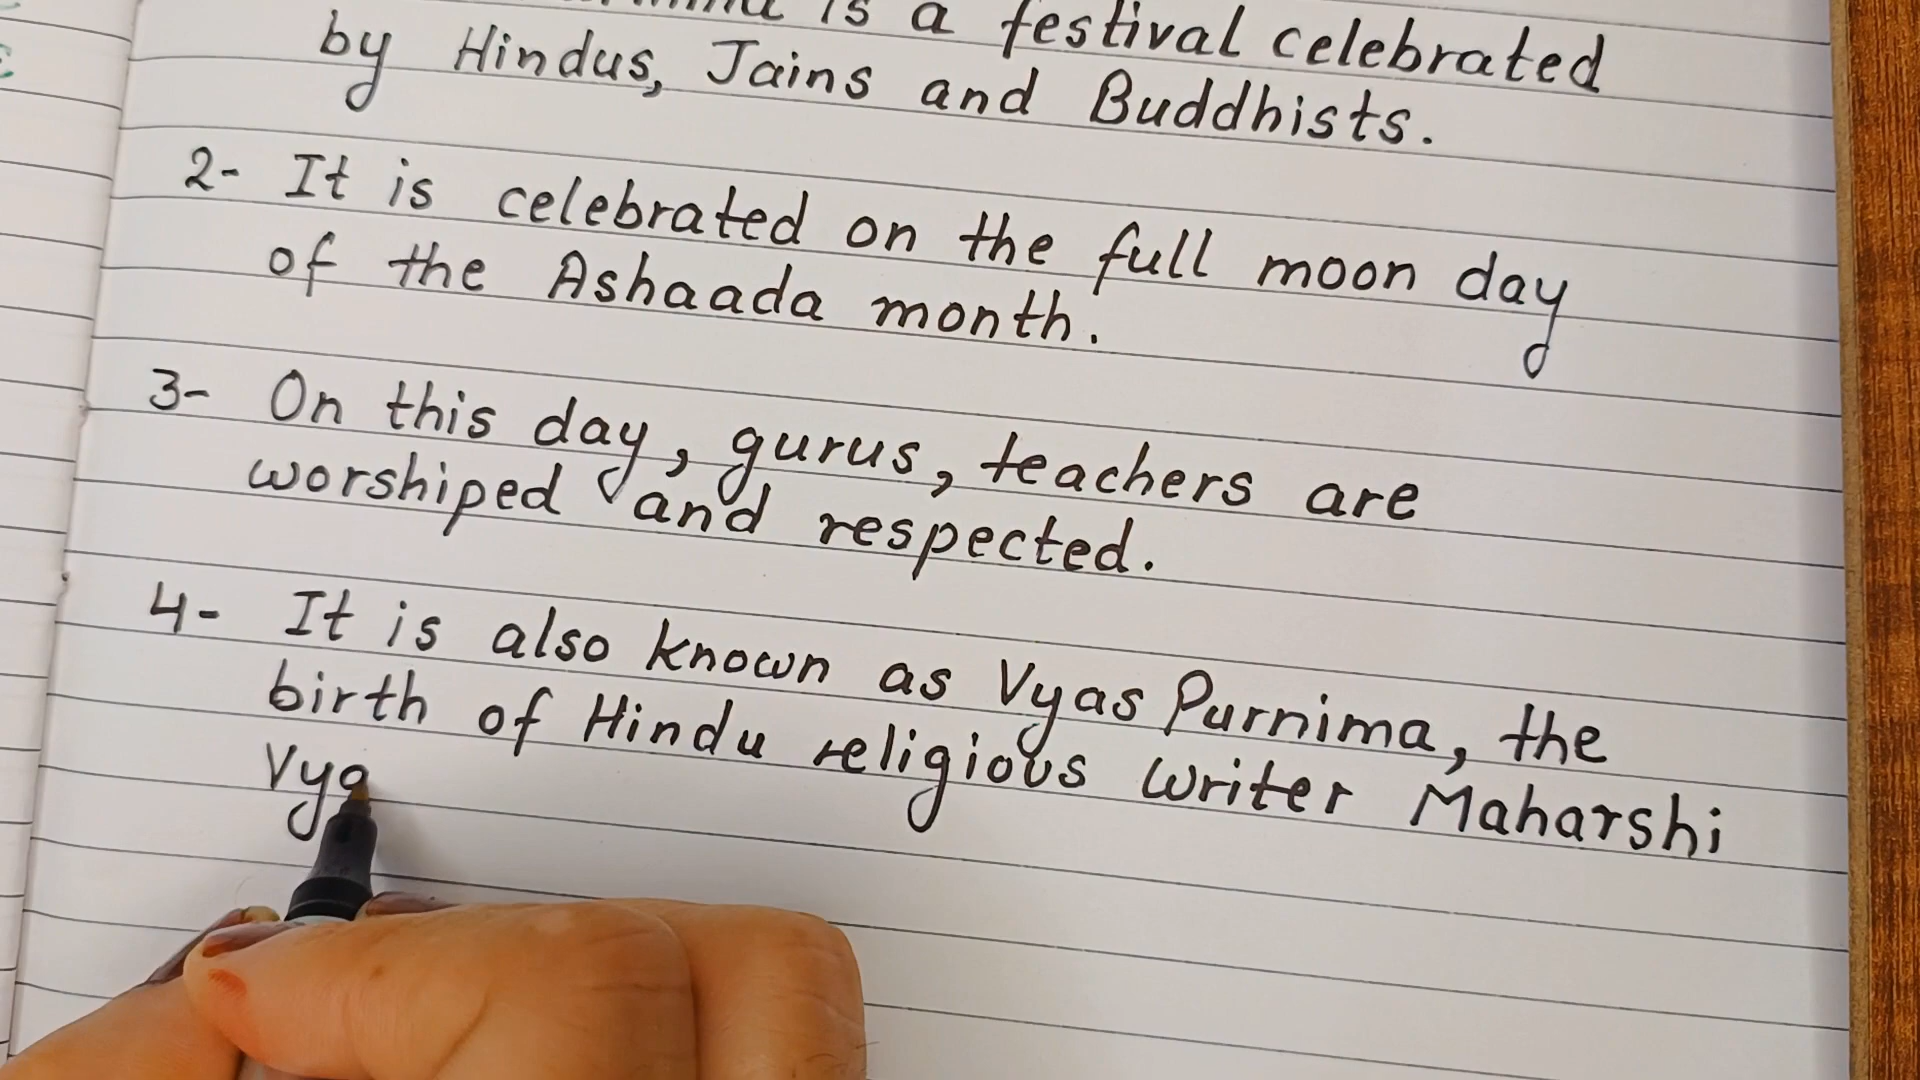 is a festival celebrated
by Hindus, Jains and Buddhists.
2- It is celebrated on the full moon day
of the Ashaada month.
3- On this day, gurus, teachers are
worshiped and respected.
4- It is also known as Vyas Purnima, the
birth of Hindu religious writer Maharshi
Vya